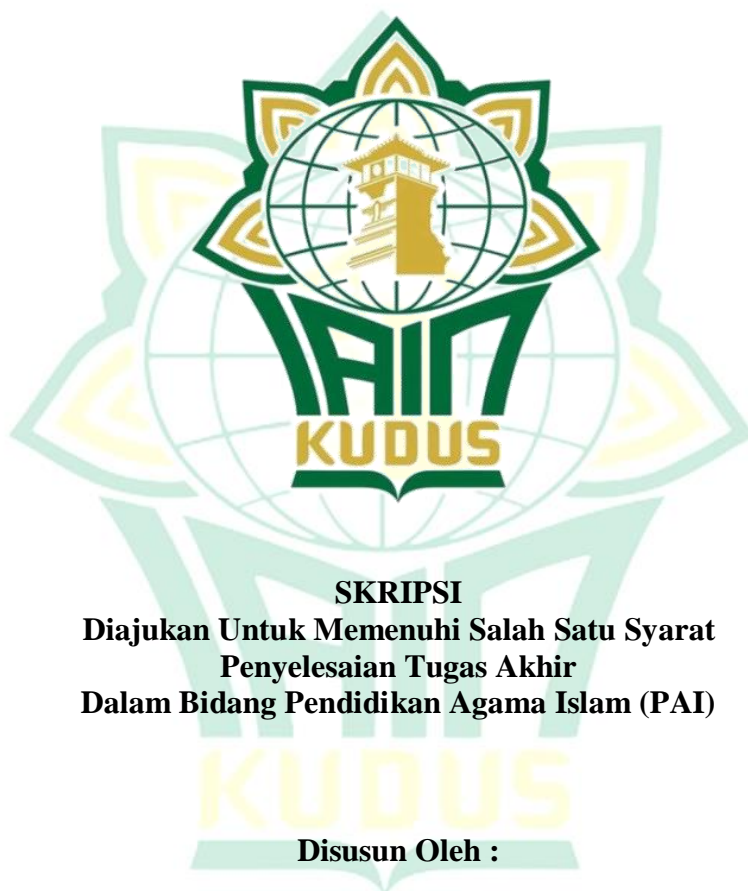 IAIN
KUDUS
SKRIPSI
Diajukan Untuk Memenuhi Salah Satu Syarat
Penyelesaian Tugas Akhir
Dalam Bidang Pendidikan Agama Islam (PAI)
KUDUS
Disusun Oleh :